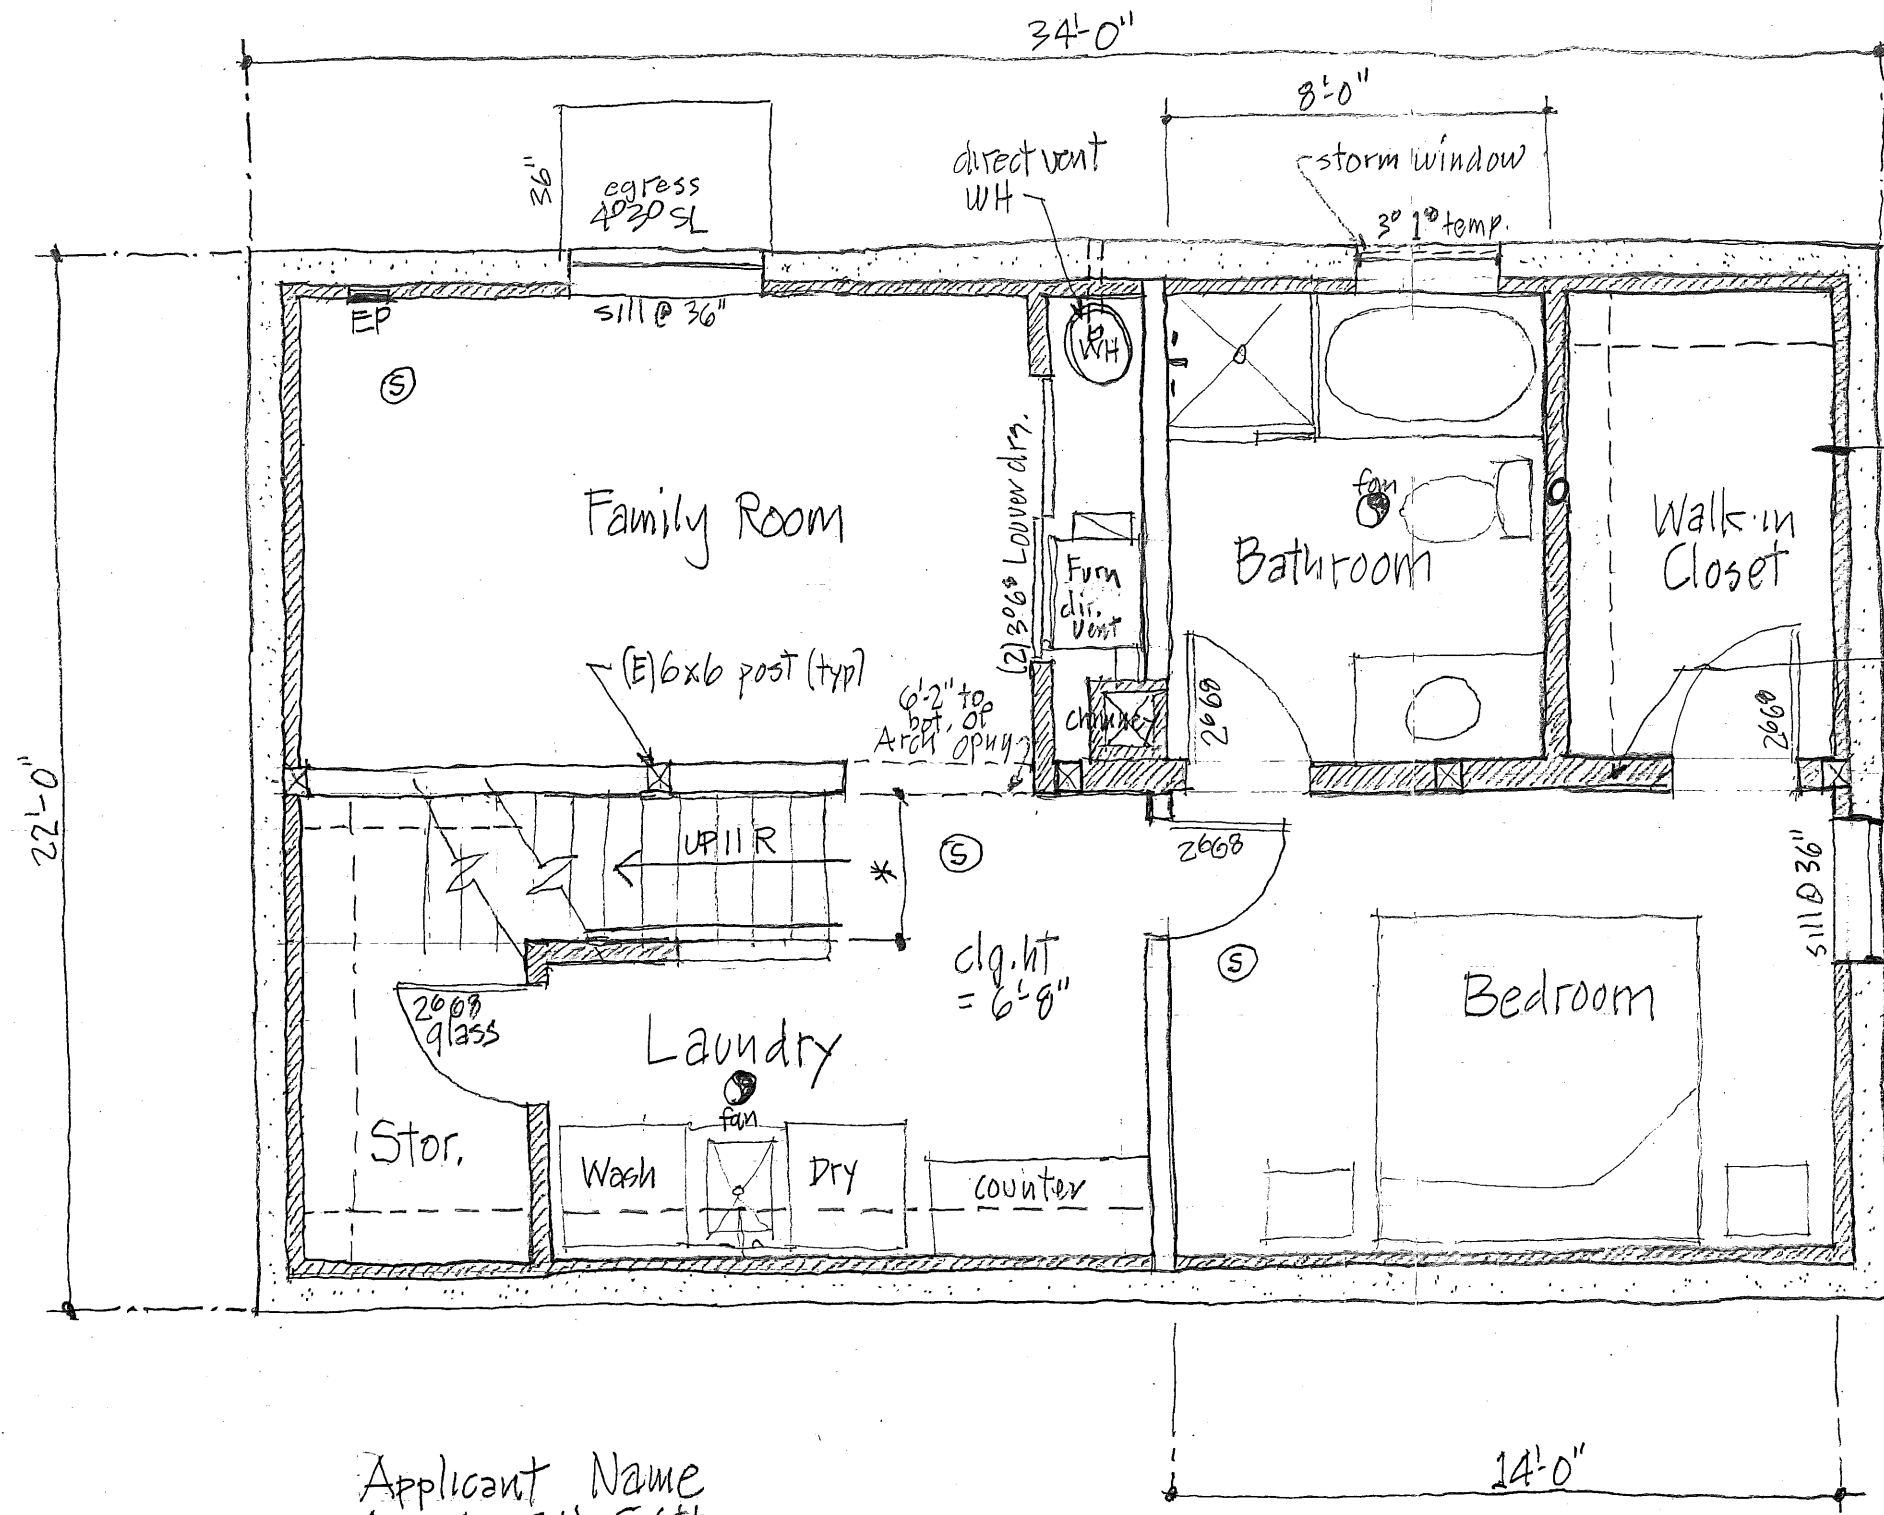 34'-0"
8'-0"
direct vent
WH
storm window
36"
egress
4⁰3⁰ SL
3⁰ 1⁰ temp.
EP
sill @ 36"
WH
S
(2) 3⁰6⁸ Louver drs.
Family Room
fan
Bathroom
Walk-in
Closet
Furn
dir.
vent
(E) 6x6 post (typ)
6'-2" to
bot. of
Arch opng
chimney
2⁶6⁸
2⁶6⁸
22'-0"
UP 11 R
*
S
2⁶6⁸
sill @ 36"
clg. ht
= 6'-8"
S
Bedroom
2⁶6⁸
glass
Laundry
fan
Stor.
Wash
Dry
counter
14'-0"
Applicant Name